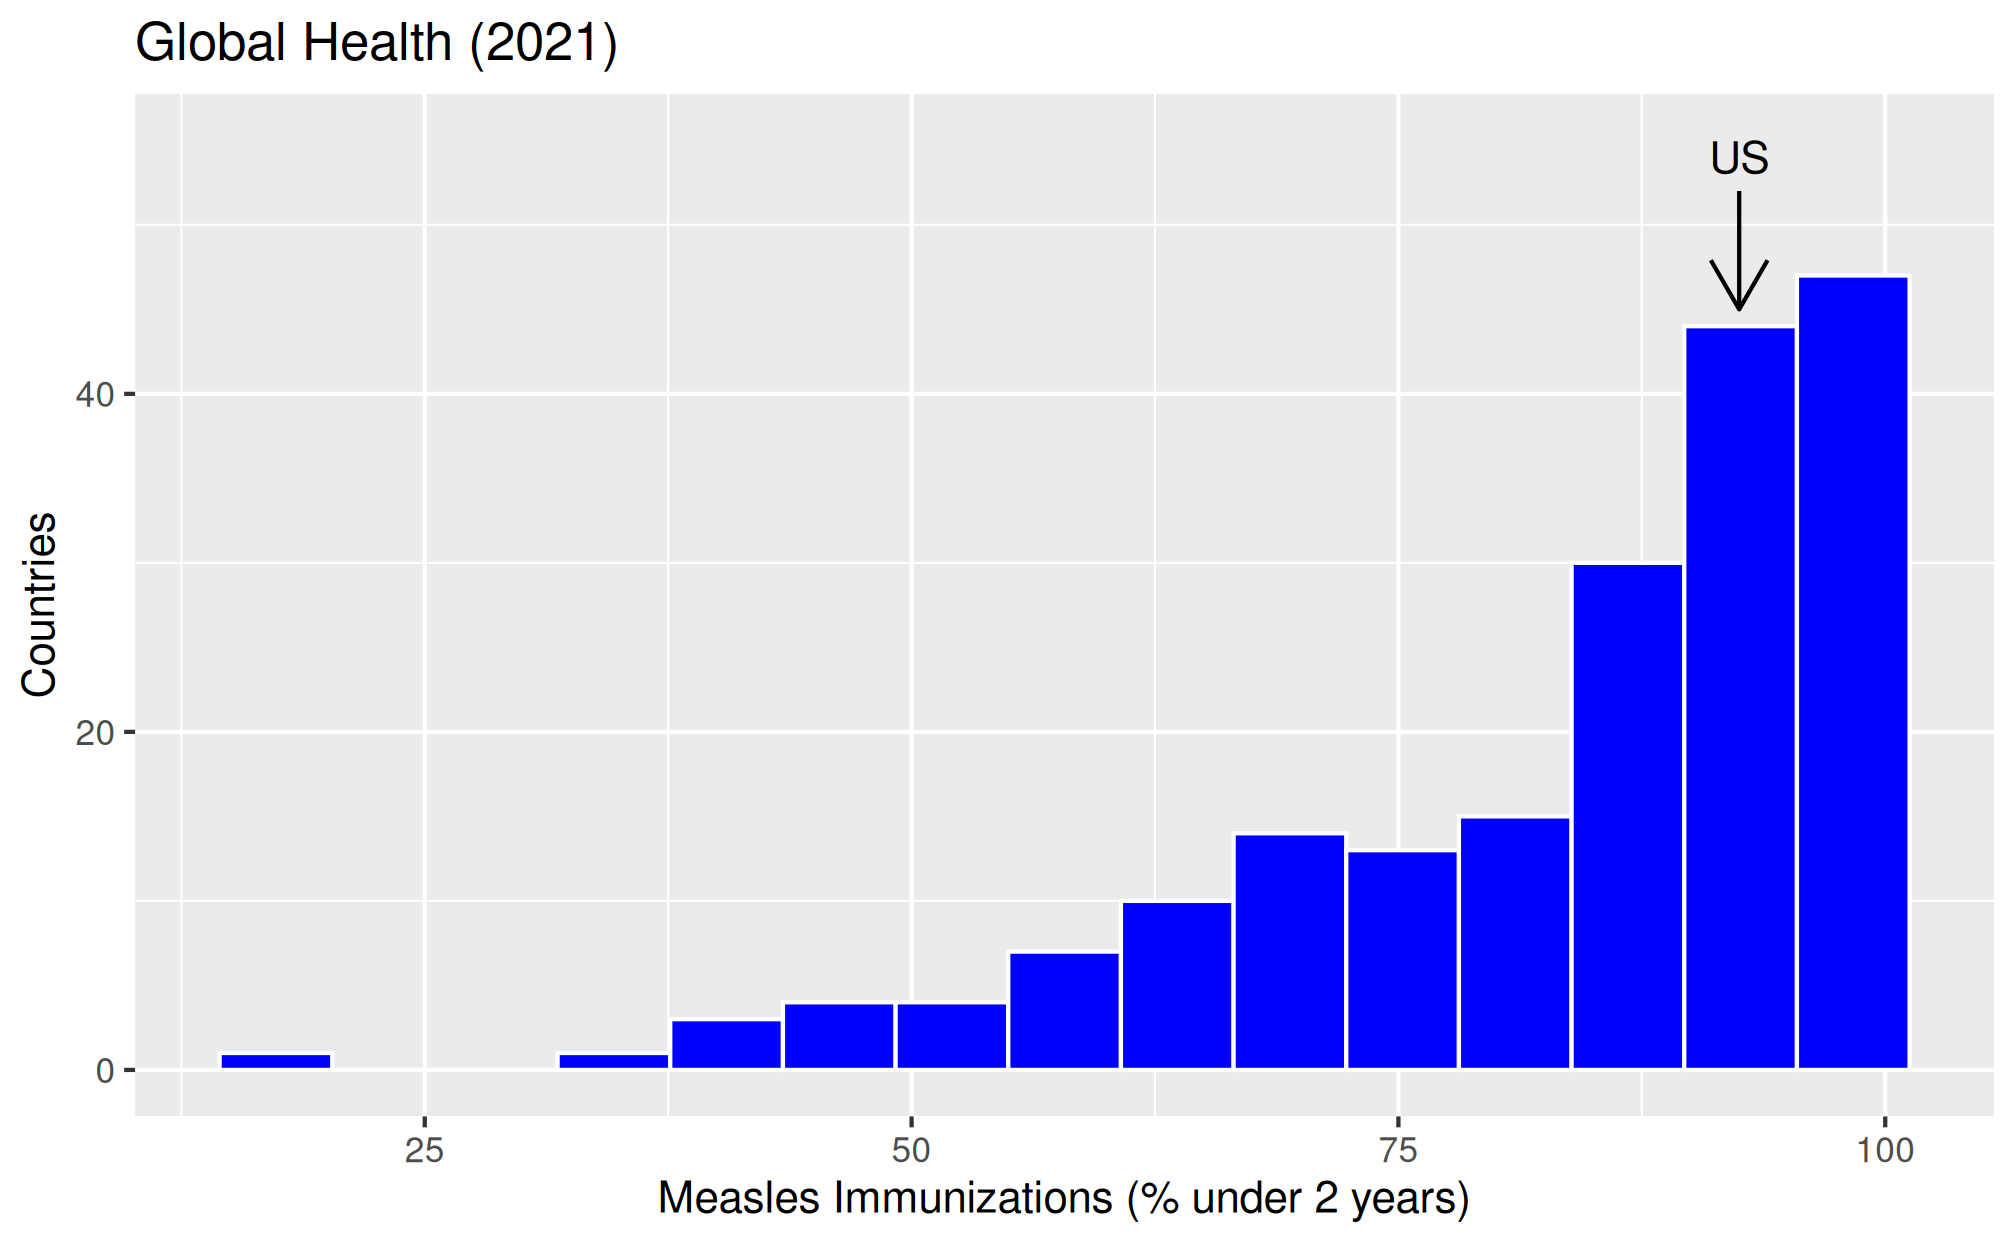 Global Health (2021)
US
40
20
0
Countries
25 50 75 100
Measles Immunizations (% under 2 years)